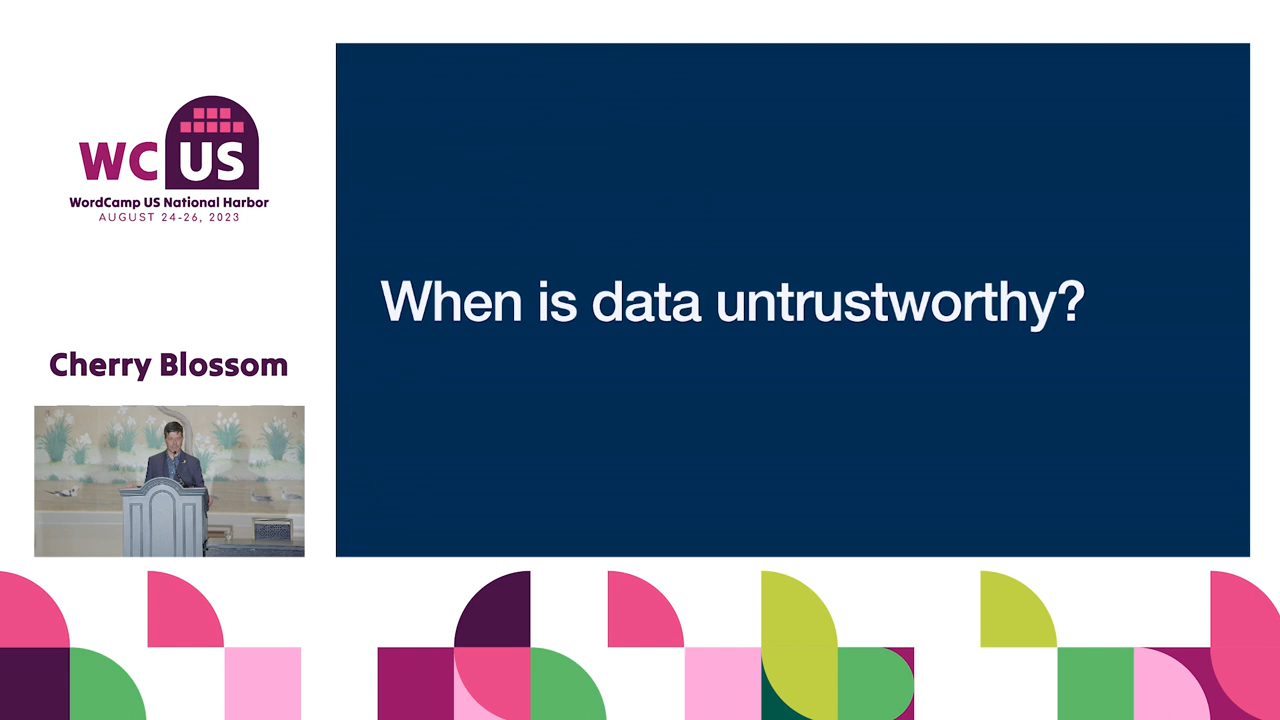 WC US
WordCamp US National Harbor
AUGUST 24-26, 2023
When is data untrustworthy?
Cherry Blossom